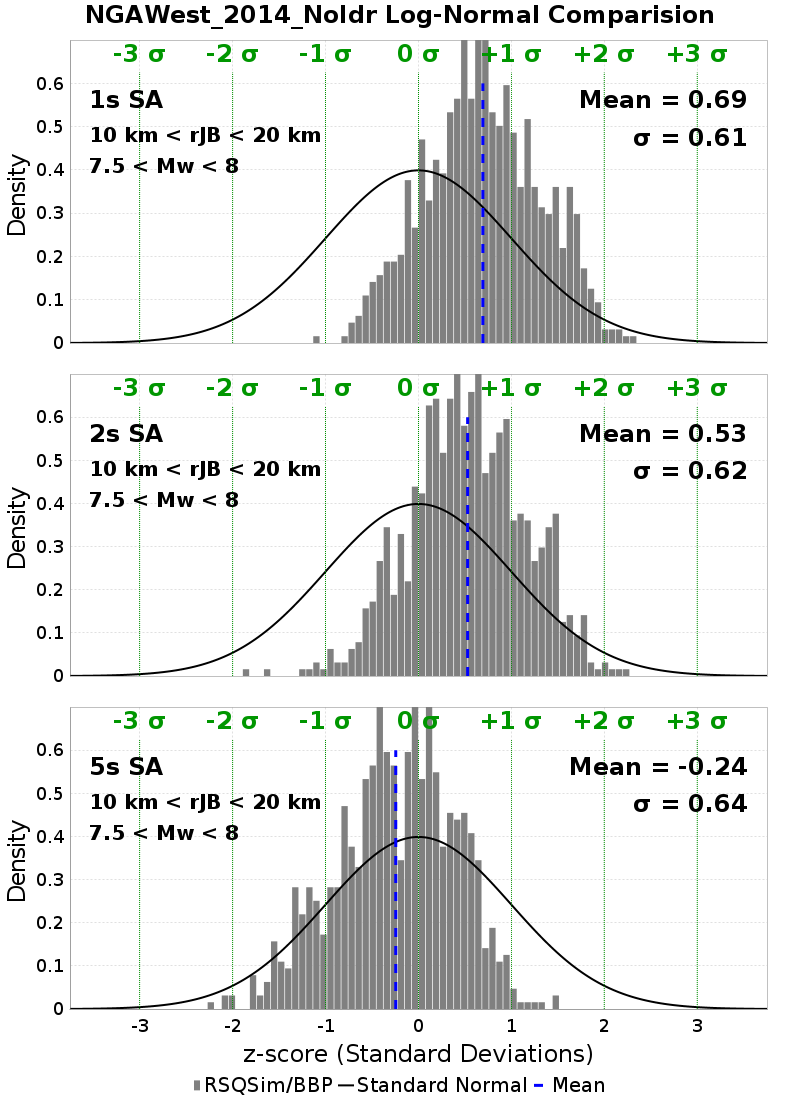 NGAWest_2014_NoIdr Log-Normal Comparision
-3 σ -2 σ -1 σ 0 σ +1 σ +2 σ +3 σ
1s SA
10 km < rJB < 20 km
7.5 < Mw < 8
Mean = 0.69
σ = 0.61
Density
0.6
0.5
0.4
0.3
0.2
0.1
0
-3 σ -2 σ -1 σ 0 σ +1 σ +2 σ +3 σ
2s SA
10 km < rJB < 20 km
7.5 < Mw < 8
Mean = 0.53
σ = 0.62
Density
0.6
0.5
0.4
0.3
0.2
0.1
0
-3 σ -2 σ -1 σ 0 σ +1 σ +2 σ +3 σ
5s SA
10 km < rJB < 20 km
7.5 < Mw < 8
Mean = -0.24
σ = 0.64
Density
0.6
0.5
0.4
0.3
0.2
0.1
0
-3 -2 -1 0 1 2 3
z-score (Standard Deviations)
RSQSim/BBP Standard Normal Mean